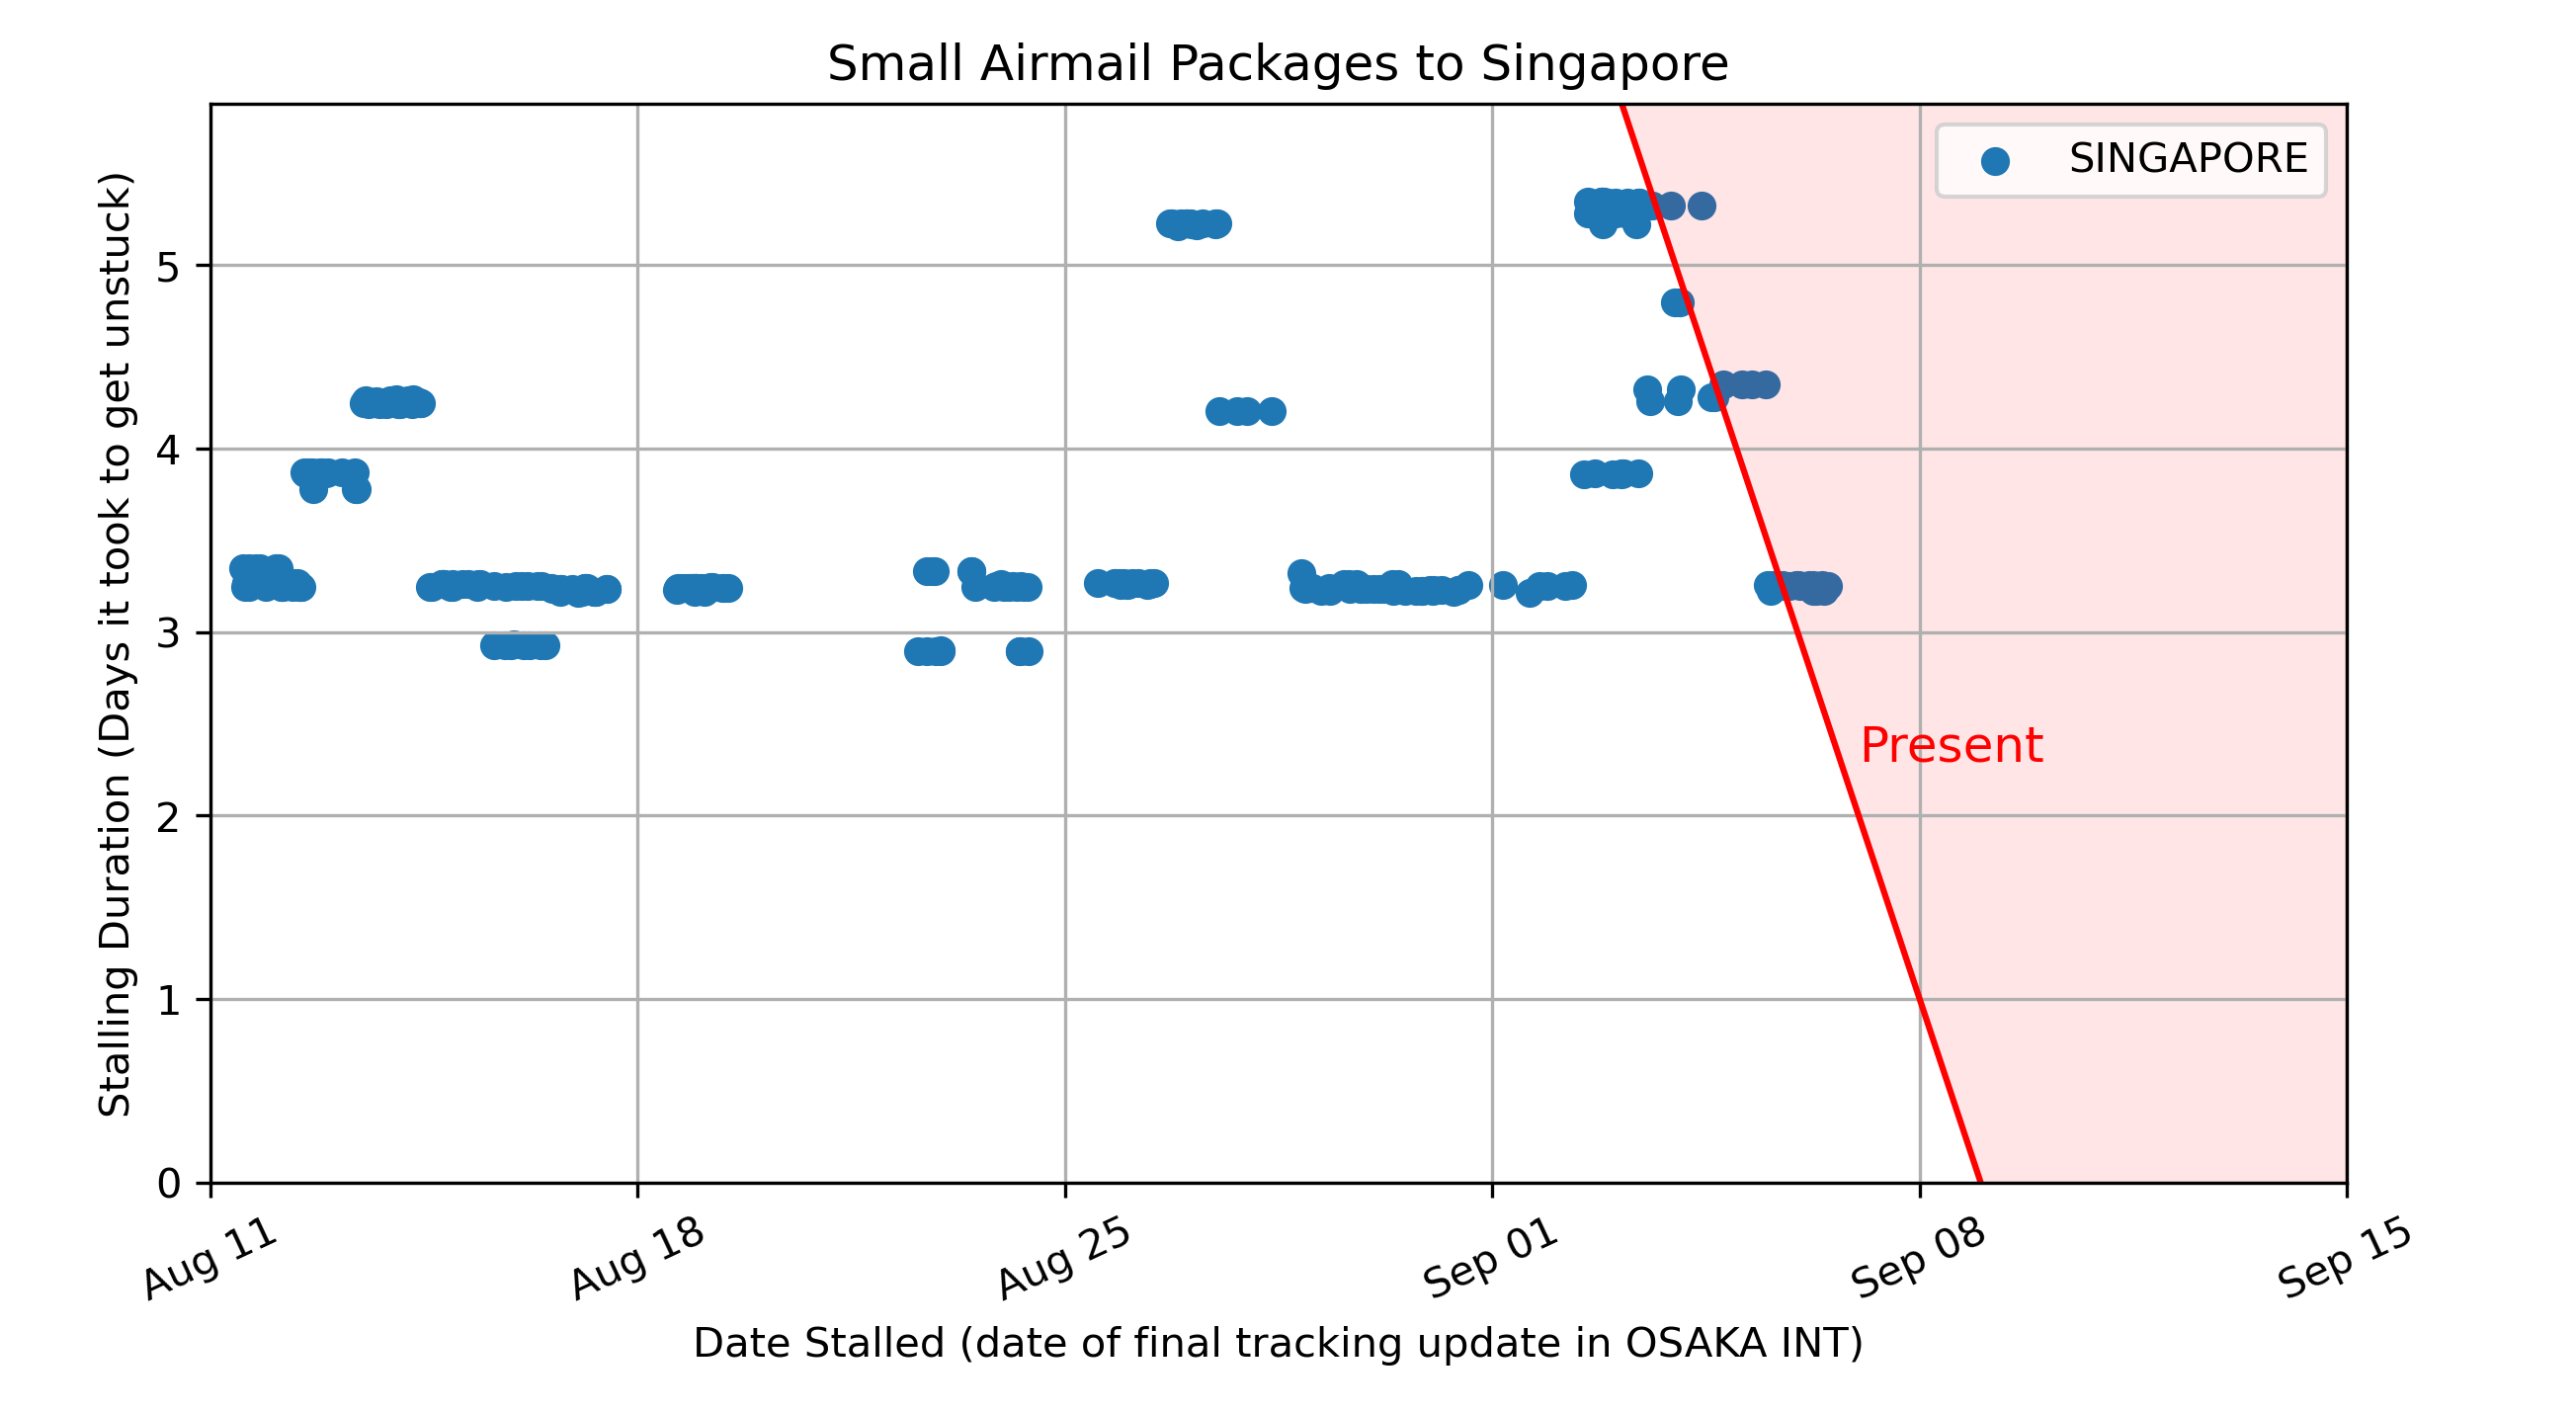 Small Airmail Packages to Singapore
SINGAPORE
Stalling Duration (Days it took to get unstuck)
5
4
3
2
1
0
Present
Aug 11
Aug 18
Aug 25
Sep 01
Sep 08
Sep 15
Date Stalled (date of final tracking update in OSAKA INT)